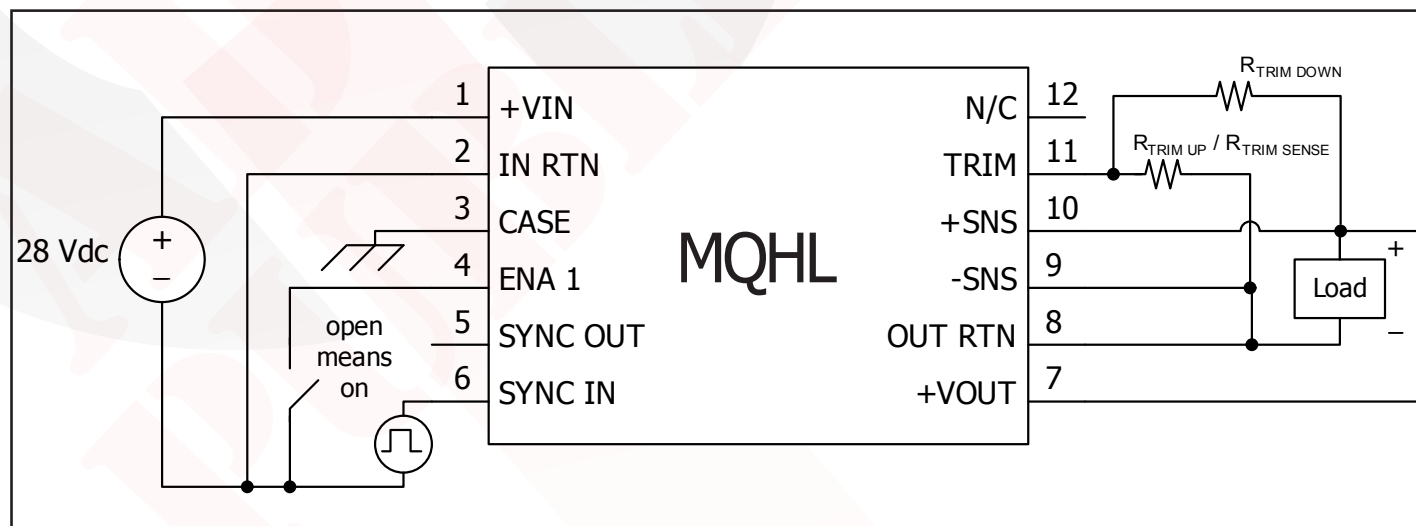 R TRIM DOWN
1 +VIN N/C 12
2 IN RTN TRIM 11 R TRIM UP / R TRIM SENSE
3 CASE +SNS 10
28 Vdc + − MQHL + 
4 ENA 1 -SNS 9 Load
−
open
means
on
5 SYNC OUT OUT RTN 8
6 SYNC IN +VOUT 7